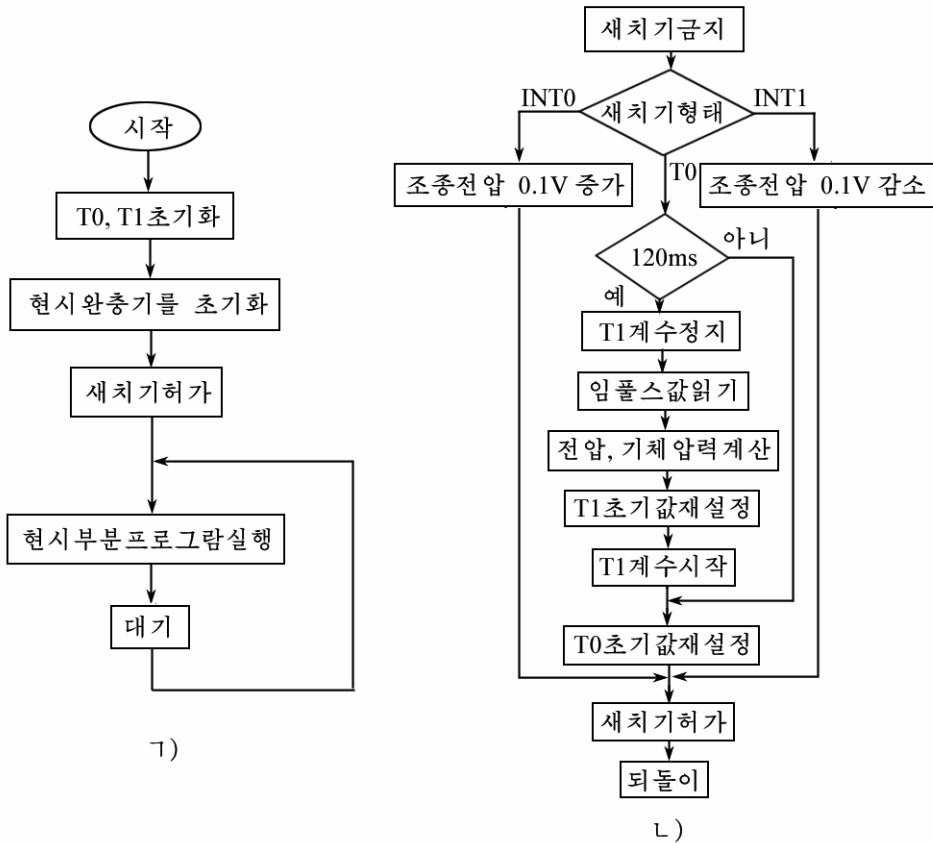 시작
T0, T1초기화
현시완충기를 초기화
새치기허가
현시부분프로그람실행
대기
ㄱ)
새치기금지
INT0
새치기형태
INT1
T0
조종전압 0.1V 증가
조종전압 0.1V 감소
120ms
아니
예
T1계수정지
임풀스값읽기
전압, 기체압력계산
T1초기값재설정
T1계수시작
T0초기값재설정
새치기허가
되돌이
ㄴ)